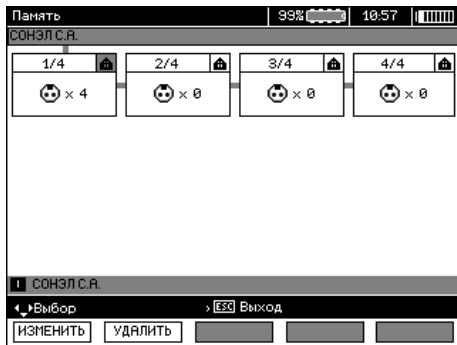 Память 99% 10:57
СОНЭЛ С.А.
1/4 2/4 3/4 4/4
× 4 × 0 × 0 × 0
I СОНЭЛ С.А.
Выбор › ESC Выход
ИЗМЕНИТЬ УДАЛИТЬ